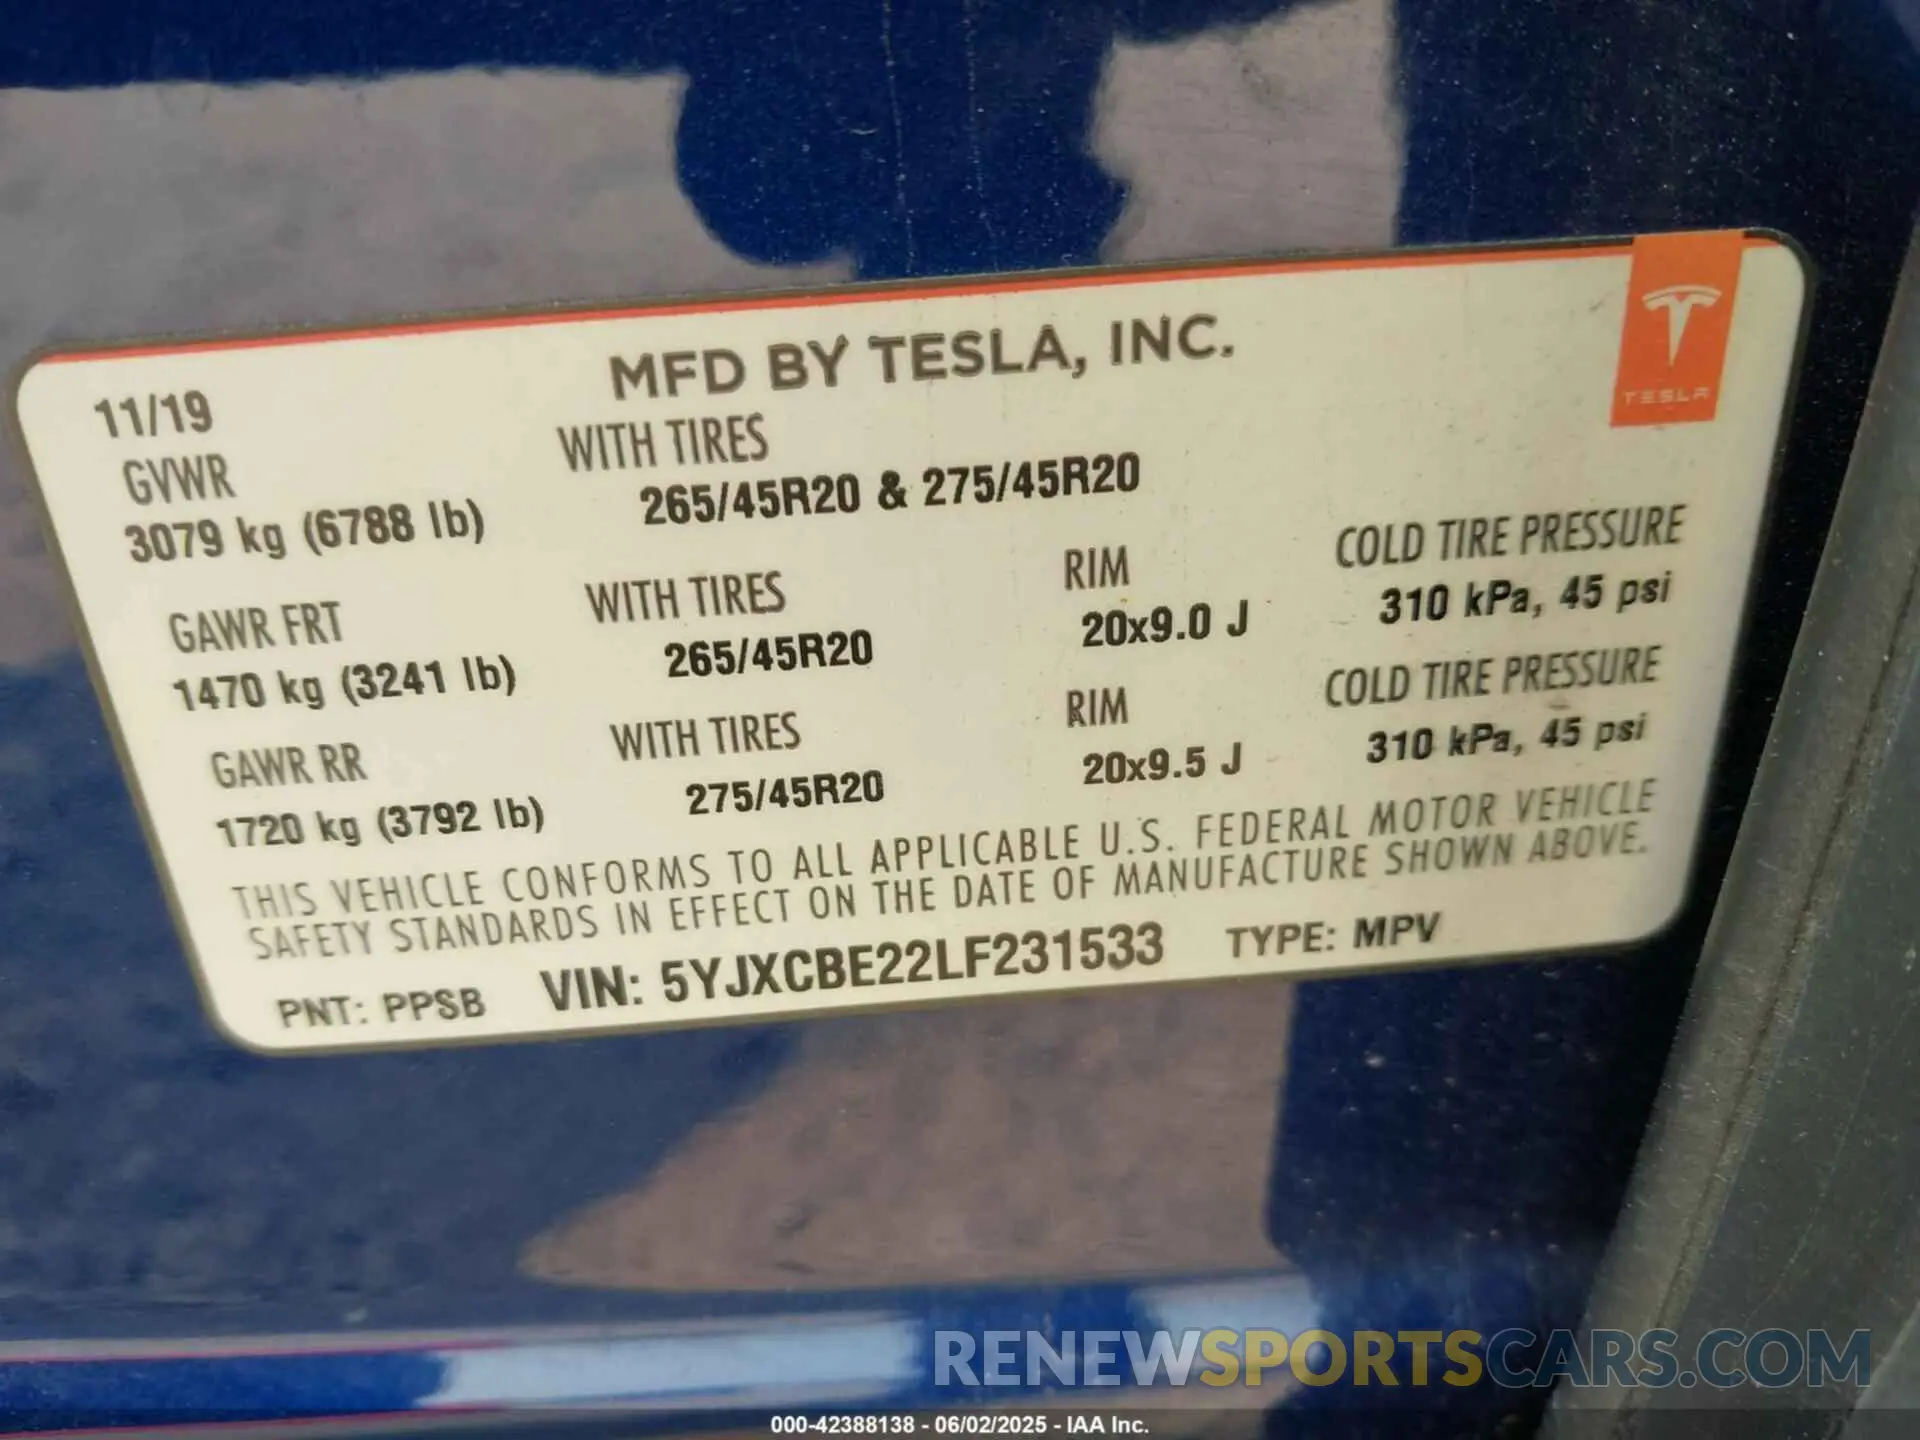 MFD BY TESLA, INC.
TESLA
11/19
GVWR WITH TIRES
3079 kg (6788 lb) 265/45R20 & 275/45R20
GAWR FRT WITH TIRES RIM COLD TIRE PRESSURE
1470 kg (3241 lb) 265/45R20 20x9.0 J 310 kPa, 45 psi
GAWR RR WITH TIRES RIM COLD TIRE PRESSURE
1720 kg (3792 lb) 275/45R20 20x9.5 J 310 kPa, 45 psi
THIS VEHICLE CONFORMS TO ALL APPLICABLE U.S. FEDERAL MOTOR VEHICLE
SAFETY STANDARDS IN EFFECT ON THE DATE OF MANUFACTURE SHOWN ABOVE.
PNT: PPSB VIN: 5YJXCBE22LF231533 TYPE: MPV
RENEWSPORTSCARS.COM
000-42388138 - 06/02/2025 - IAA Inc.